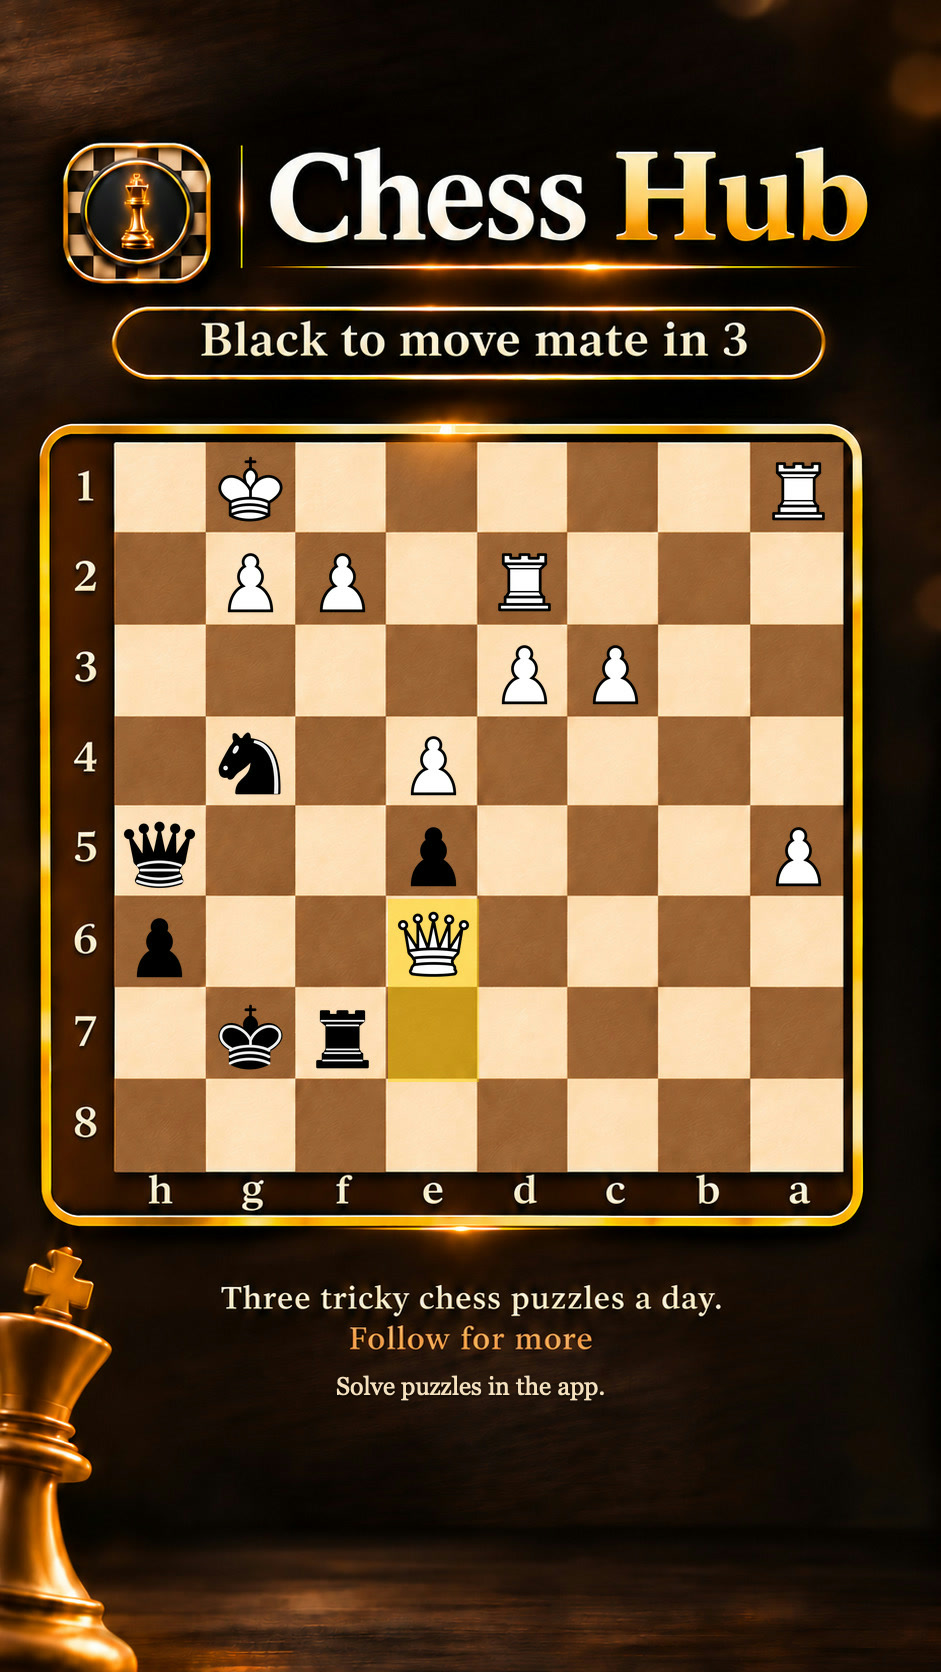 Chess Hub
Black to move mate in 3
1
2
3
4
5
6
7
8
h g f e d c b a
Three tricky chess puzzles a day.
Follow for more
Solve puzzles in the app.